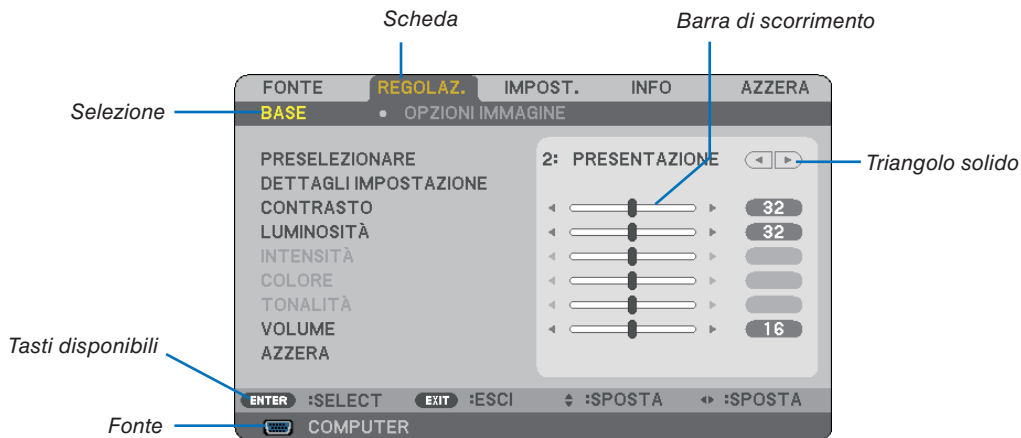 Scheda
Barra di scorrimento
FONTE REGOLAZ. IMPOST. INFO AZZERA
Selezione
BASE • OPZIONI IMMAGINE
PRESELEZIONARE 2: PRESENTAZIONE
Triangolo solido
DETTAGLI IMPOSTAZIONE
CONTRASTO 32
LUMINOSITÀ 32
INTENSITÀ
COLORE
TONALITÀ
VOLUME 16
Tasti disponibili
AZZERA
ENTER :SELECT EXIT :ESCI :SPOSTA :SPOSTA
Fonte
COMPUTER